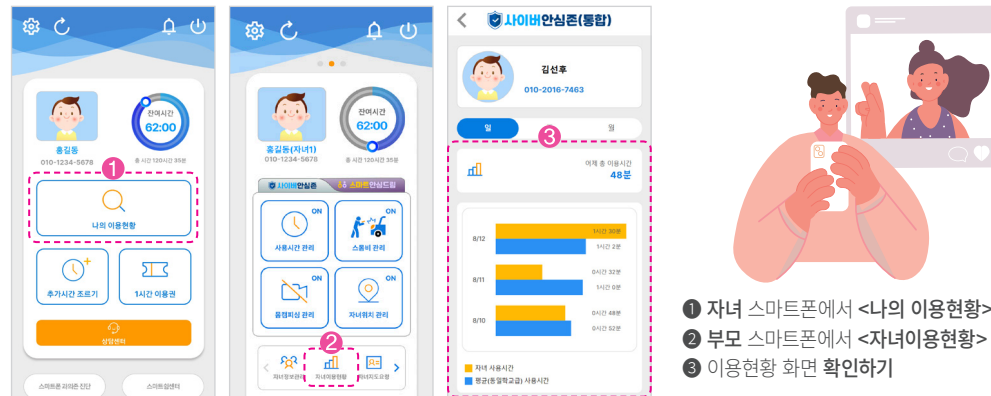 잔여시간
62:00
홍길동
010-1234-5678
총 시간 120시간 35분
1
나의 이용현황
추가시간 조르기
1시간 이용권
상담센터
스마트폰 과의존 진단
스마트쉼센터
잔여시간
62:00
홍길동(자녀1)
010-1234-5678
총 시간 120시간 35분
사이버안심존
스마트안심드림
ON
사용시간 관리
ON
스몸비 관리
ON
몸캠피싱 관리
ON
자녀위치 관리
2
자녀정보관리
자녀이용현황
자녀지도요령
사이버안심존(통합)
김선후
010-2016-7463
일
월
3
어제 총 이용시간
48분
8/12
1시간 30분
1시간 2분
8/11
0시간 32분
1시간 0분
8/10
0시간 48분
0시간 52분
자녀 사용시간
평균(동일학교급) 사용시간
❶ 자녀 스마트폰에서 <나의 이용현황>
❷ 부모 스마트폰에서 <자녀이용현황>
❸ 이용현황 화면 확인하기